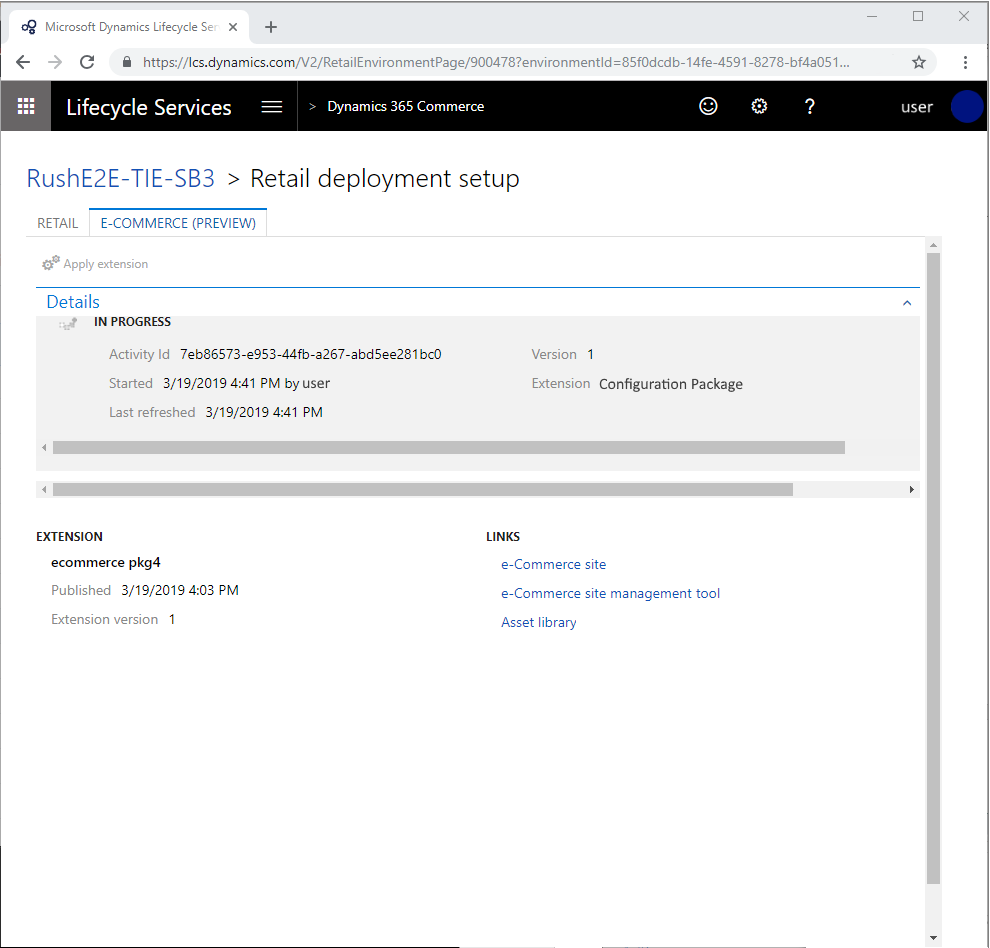 Microsoft Dynamics Lifecycle Ser
https://lcs.dynamics.com/V2/RetailEnvironmentPage/900478?environmentId=85f0dcdb-14fe-4591-8278-bf4a051...
Lifecycle Services > Dynamics 365 Commerce ? user
RushE2E-TIE-SB3 > Retail deployment setup
RETAIL E-COMMERCE (PREVIEW)
Apply extension
Details
IN PROGRESS
Activity Id 7eb86573-e953-44fb-a267-abd5ee281bc0 Version 1
Started 3/19/2019 4:41 PM by user Extension Configuration Package
Last refreshed 3/19/2019 4:41 PM
EXTENSION LINKS
ecommerce pkg4 e-Commerce site
Published 3/19/2019 4:03 PM e-Commerce site management tool
Extension version 1 Asset library